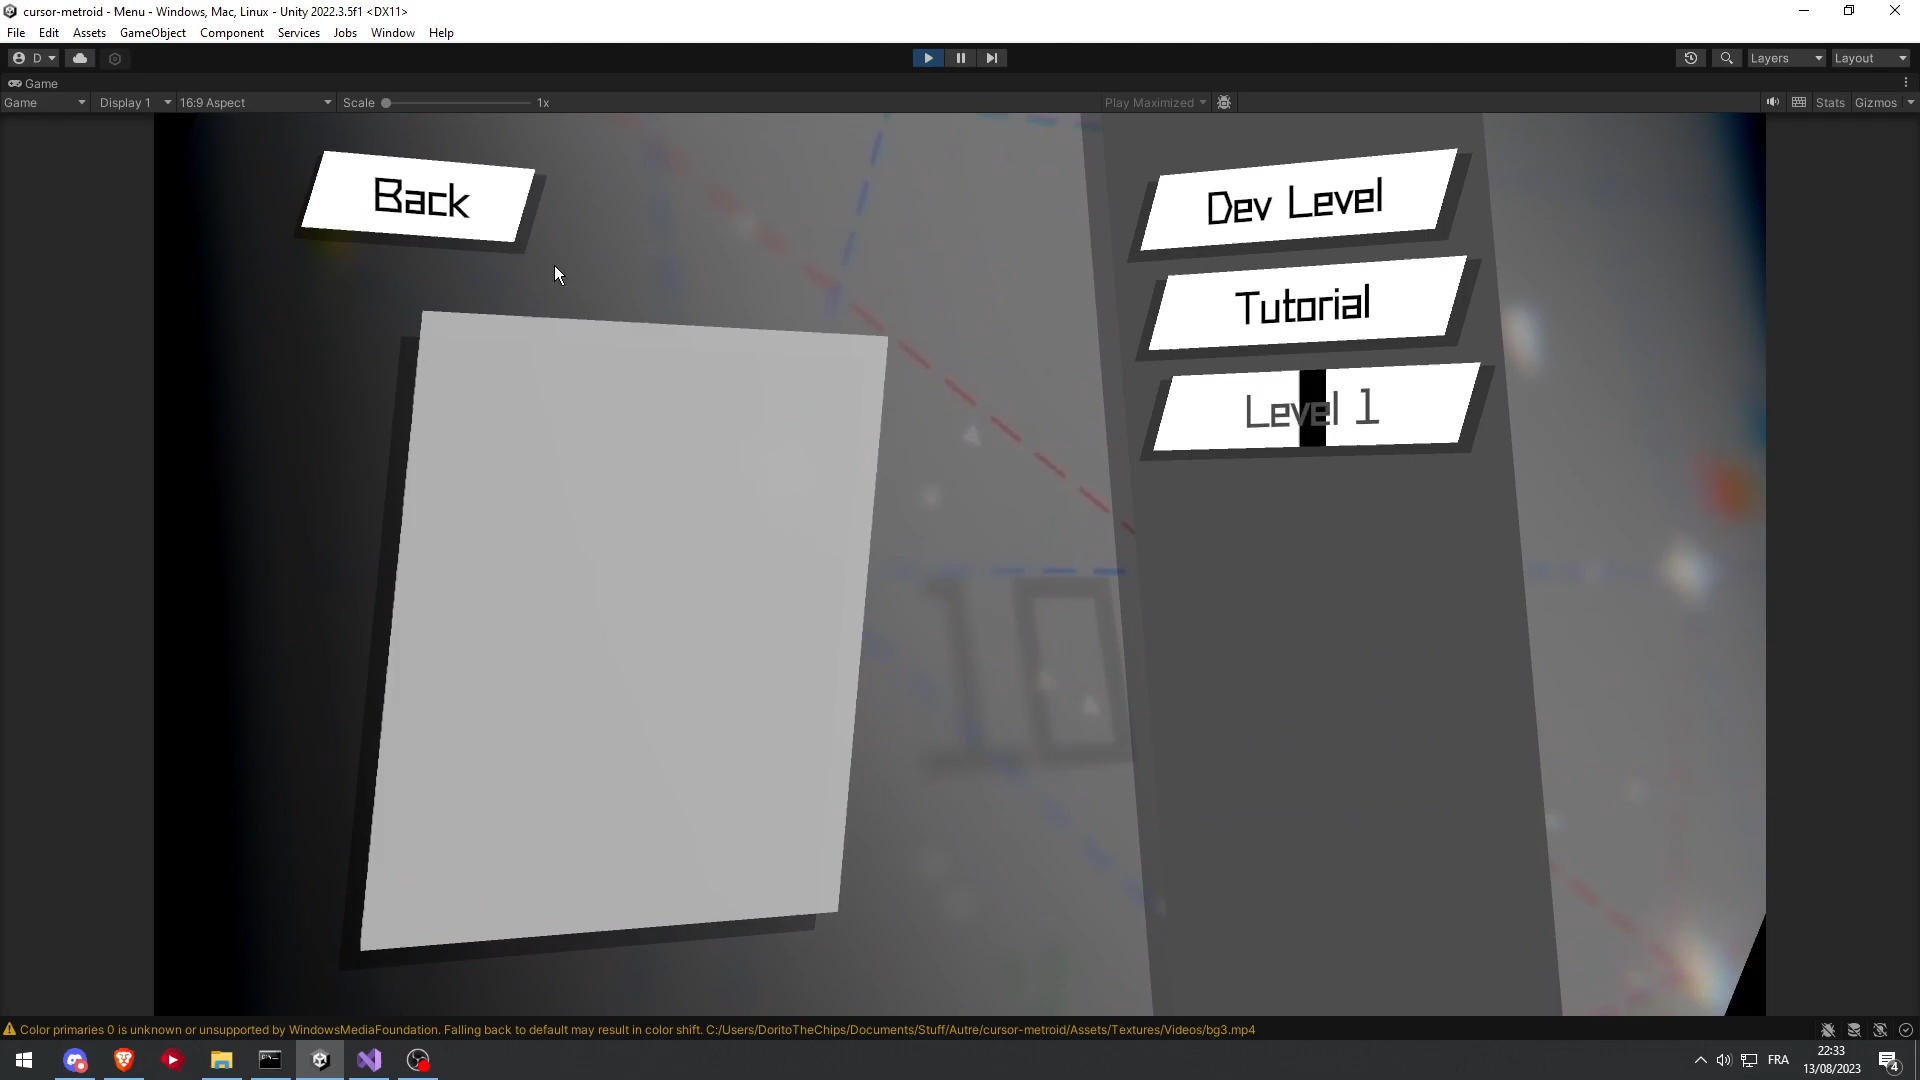 cursor-metroid - Menu - Windows, Mac, Linux - Unity 2022.3.5f1 <DX11>
File Edit Assets GameObject Component Services Jobs Window Help
D Layers Layout
Game
Game Display 1 16:9 Aspect Scale 1x Play Maximized Stats Gizmos
Back
Dev Level
Tutorial
Level 1
10
Color primaries 0 is unknown or unsupported by WindowsMediaFoundation. Falling back to default may result in color shift. C:/Users/DoritoTheChips/Documents/Stuff/Autre/cursor-metroid/Assets/Textures/Videos/bg3.mp4
FRA
22:33
13/08/2023
4